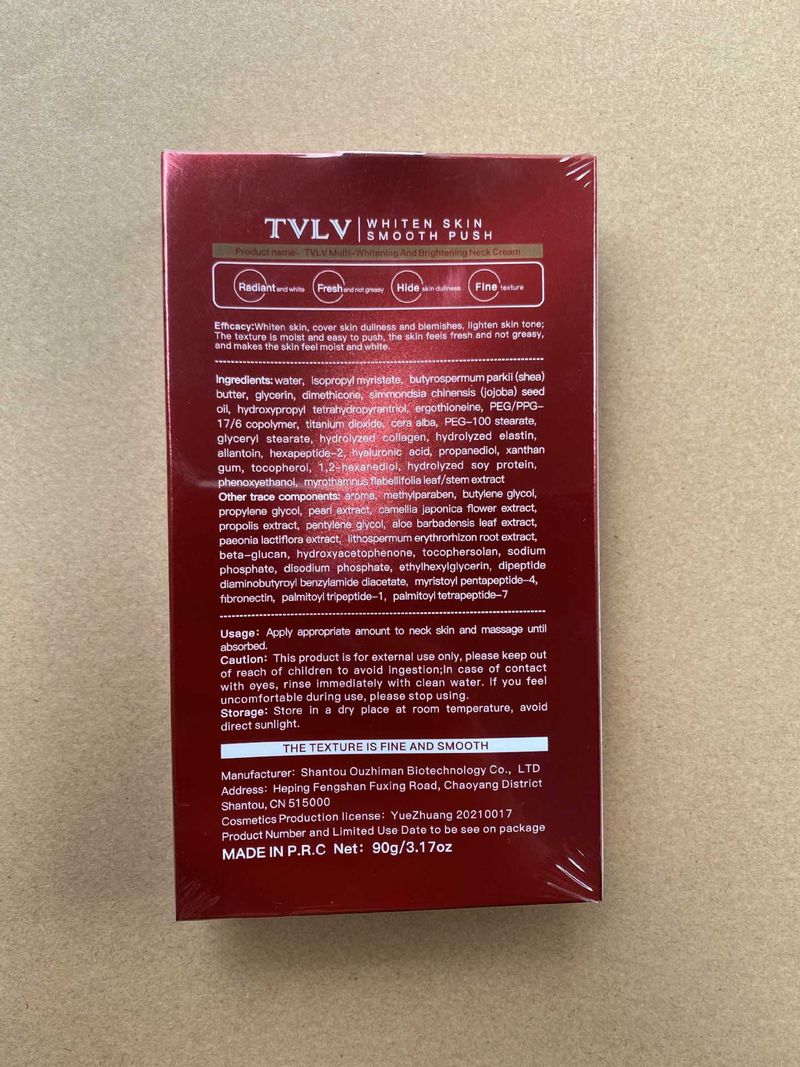 TVLV
WHITEN SKIN
SMOOTH PUSH
Product name: TVLV Multi-Whitening And Brightening Neck Cream
Radiant and white
Fresh and not greasy
Hide skin dullness
Fine texture
Efficacy:Whiten skin, cover skin dullness and blemishes, lighten skin tone;
The texture is moist and easy to push, the skin feels fresh and not greasy,
and makes the skin feel moist and white.
Ingredients: water, isopropyl myristate, butyrospermum parkii (shea)
butter, glycerin, dimethicone, simmondsia chinensis (jojoba) seed
oil, hydroxypropyl tetrahydropyrantriol, ergothioneine, PEG/PPG-
17/6 copolymer, titanium dioxide, cera alba, PEG-100 stearate,
glyceryl stearate, hydrolyzed collagen, hydrolyzed elastin,
allantoin, hexapeptide-2, hyaluronic acid, propanediol, xanthan
gum, tocopherol, 1,2-hexanediol, hydrolyzed soy protein,
phenoxyethanol, myrothamnus flabellifolia leaf/stem extract
Other trace components: aroma, methylparaben, butylene glycol,
propylene glycol, pearl extract, camellia japonica flower extract,
propolis extract, pentylene glycol, aloe barbadensis leaf extract,
paeonia lactiflora extract, lithospermum erythrorhizon root extract,
beta-glucan, hydroxyacetophenone, tocophersolan, sodium
phosphate, disodium phosphate, ethylhexylglycerin, dipeptide
diaminobutyroyl benzylamide diacetate, myristoyl pentapeptide-4,
fibronectin, palmitoyl tripeptide-1, palmitoyl tetrapeptide-7
Usage: Apply appropriate amount to neck skin and massage until
absorbed.
Caution: This product is for external use only, please keep out
of reach of children to avoid ingestion;In case of contact
with eyes, rinse immediately with clean water. If you feel
uncomfortable during use, please stop using.
Storage: Store in a dry place at room temperature, avoid
direct sunlight.
THE TEXTURE IS FINE AND SMOOTH
Manufacturer: Shantou Ouzhiman Biotechnology Co., LTD
Address: Heping Fengshan Fuxing Road, Chaoyang District
Shantou, CN 515000
Cosmetics Production license: YueZhuang 20210017
Product Number and Limited Use Date to be see on package
MADE IN P.R.C Net: 90g/3.17oz